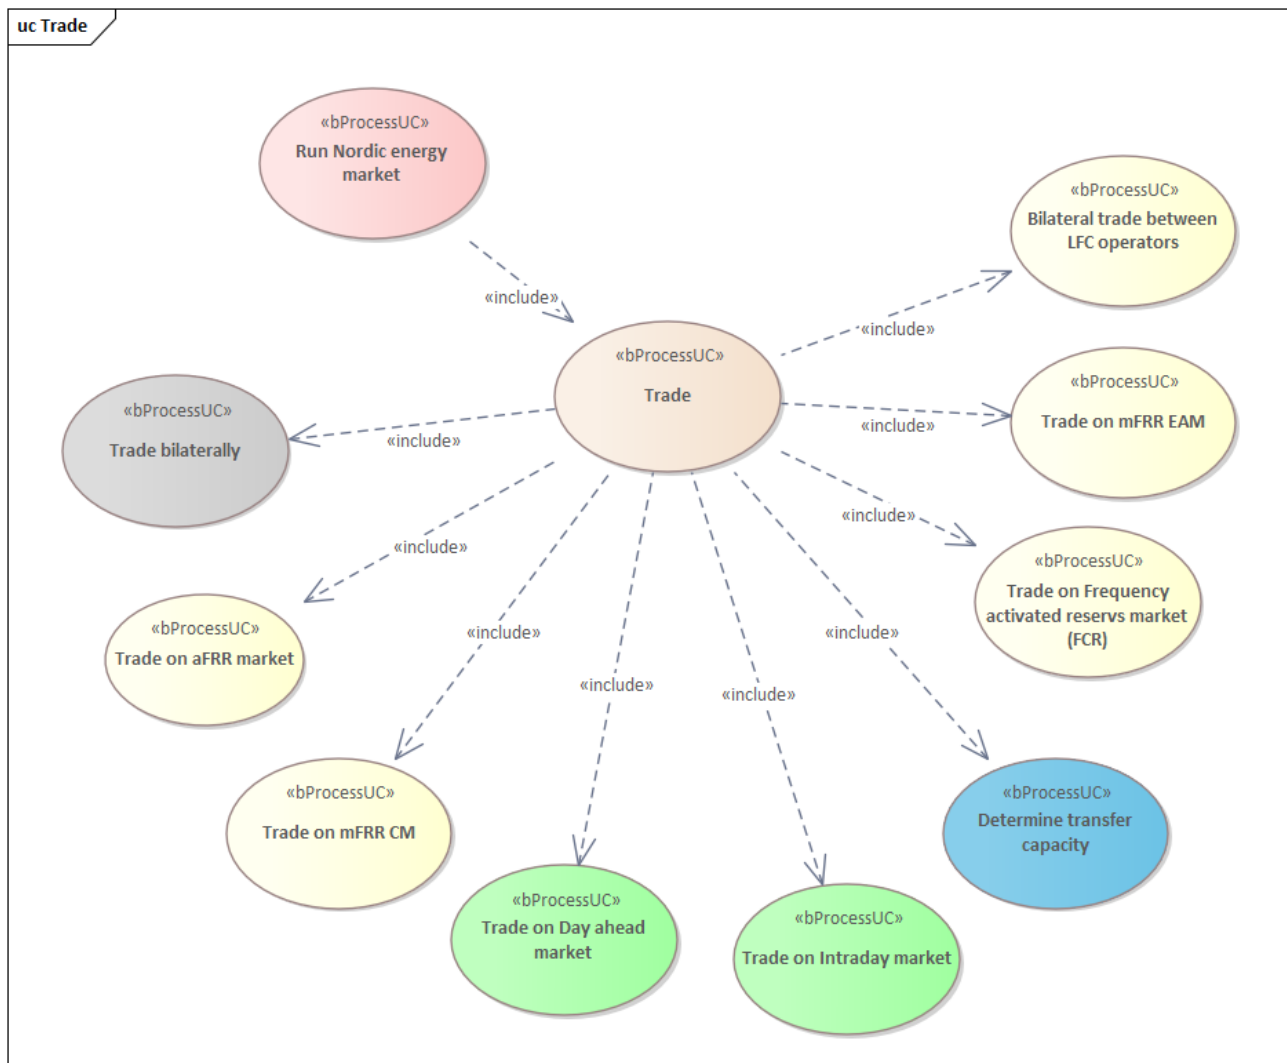 uc Trade
«bProcessUC»
Run Nordic energy
market
«bProcessUC»
Bilateral trade between
LFC operators
«include»
«include»
«bProcessUC»
Trade
«bProcessUC»
Trade on mFRR EAM
«include»
«bProcessUC»
Trade bilaterally
«include»
«include»
«include»
«bProcessUC»
Trade on Frequency
activated reservs market
(FCR)
«bProcessUC»
Trade on aFRR market
«include»
«include»
«include»
«include»
«bProcessUC»
Trade on mFRR CM
«bProcessUC»
Determine transfer
capacity
«bProcessUC»
Trade on Day ahead
market
«bProcessUC»
Trade on Intraday market